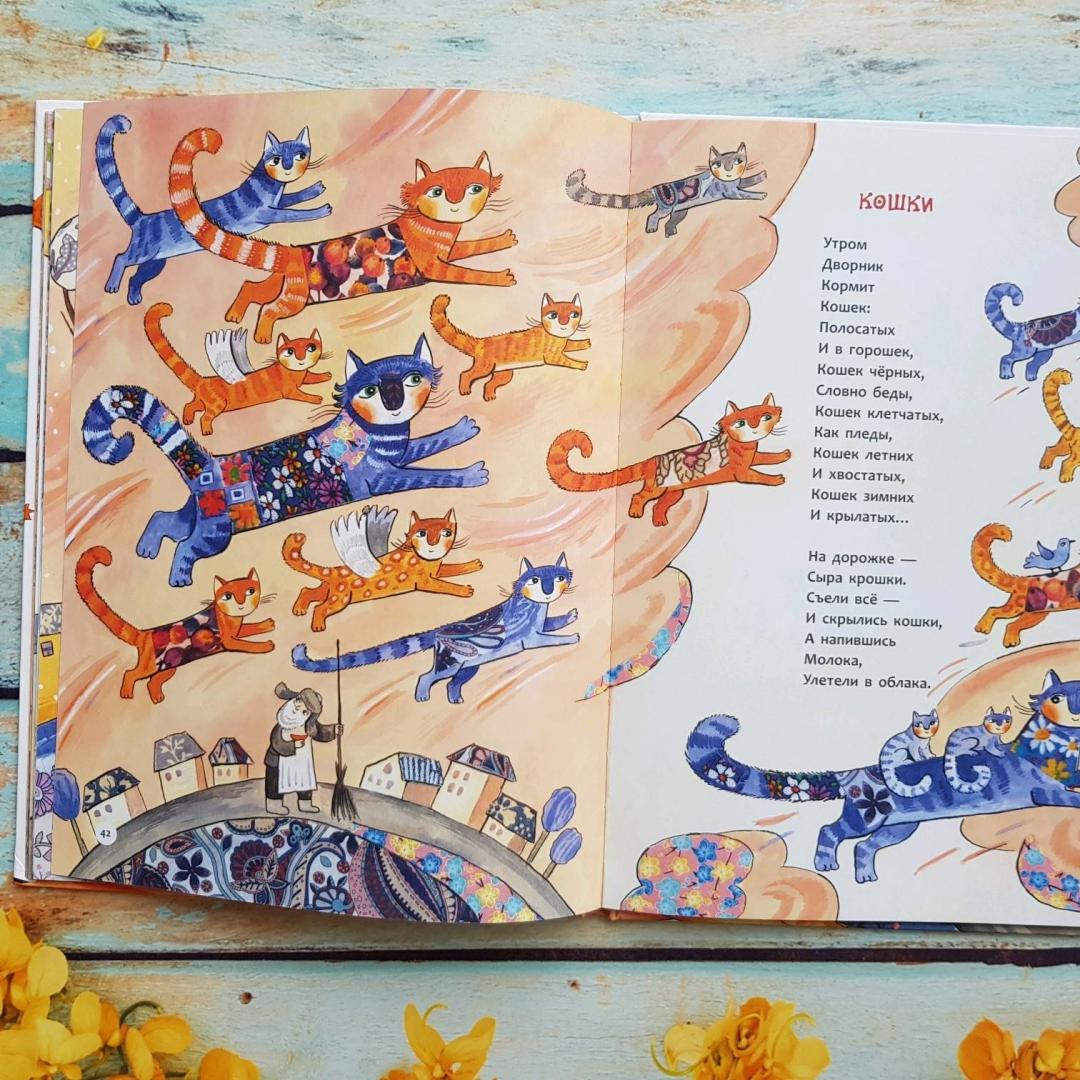 КОШКИ
Утром
Дворник
Кормит
Кошек:
Полосатых
И в горошек,
Кошек чёрных,
Словно беды,
Кошек клетчатых,
Как пледы,
Кошек летних
И хвостатых,
Кошек зимних
И крылатых...
На дорожке —
Сыра крошки.
Съели всё —
И скрылись кошки,
А напившись
Молока,
Улетели в облака.
42